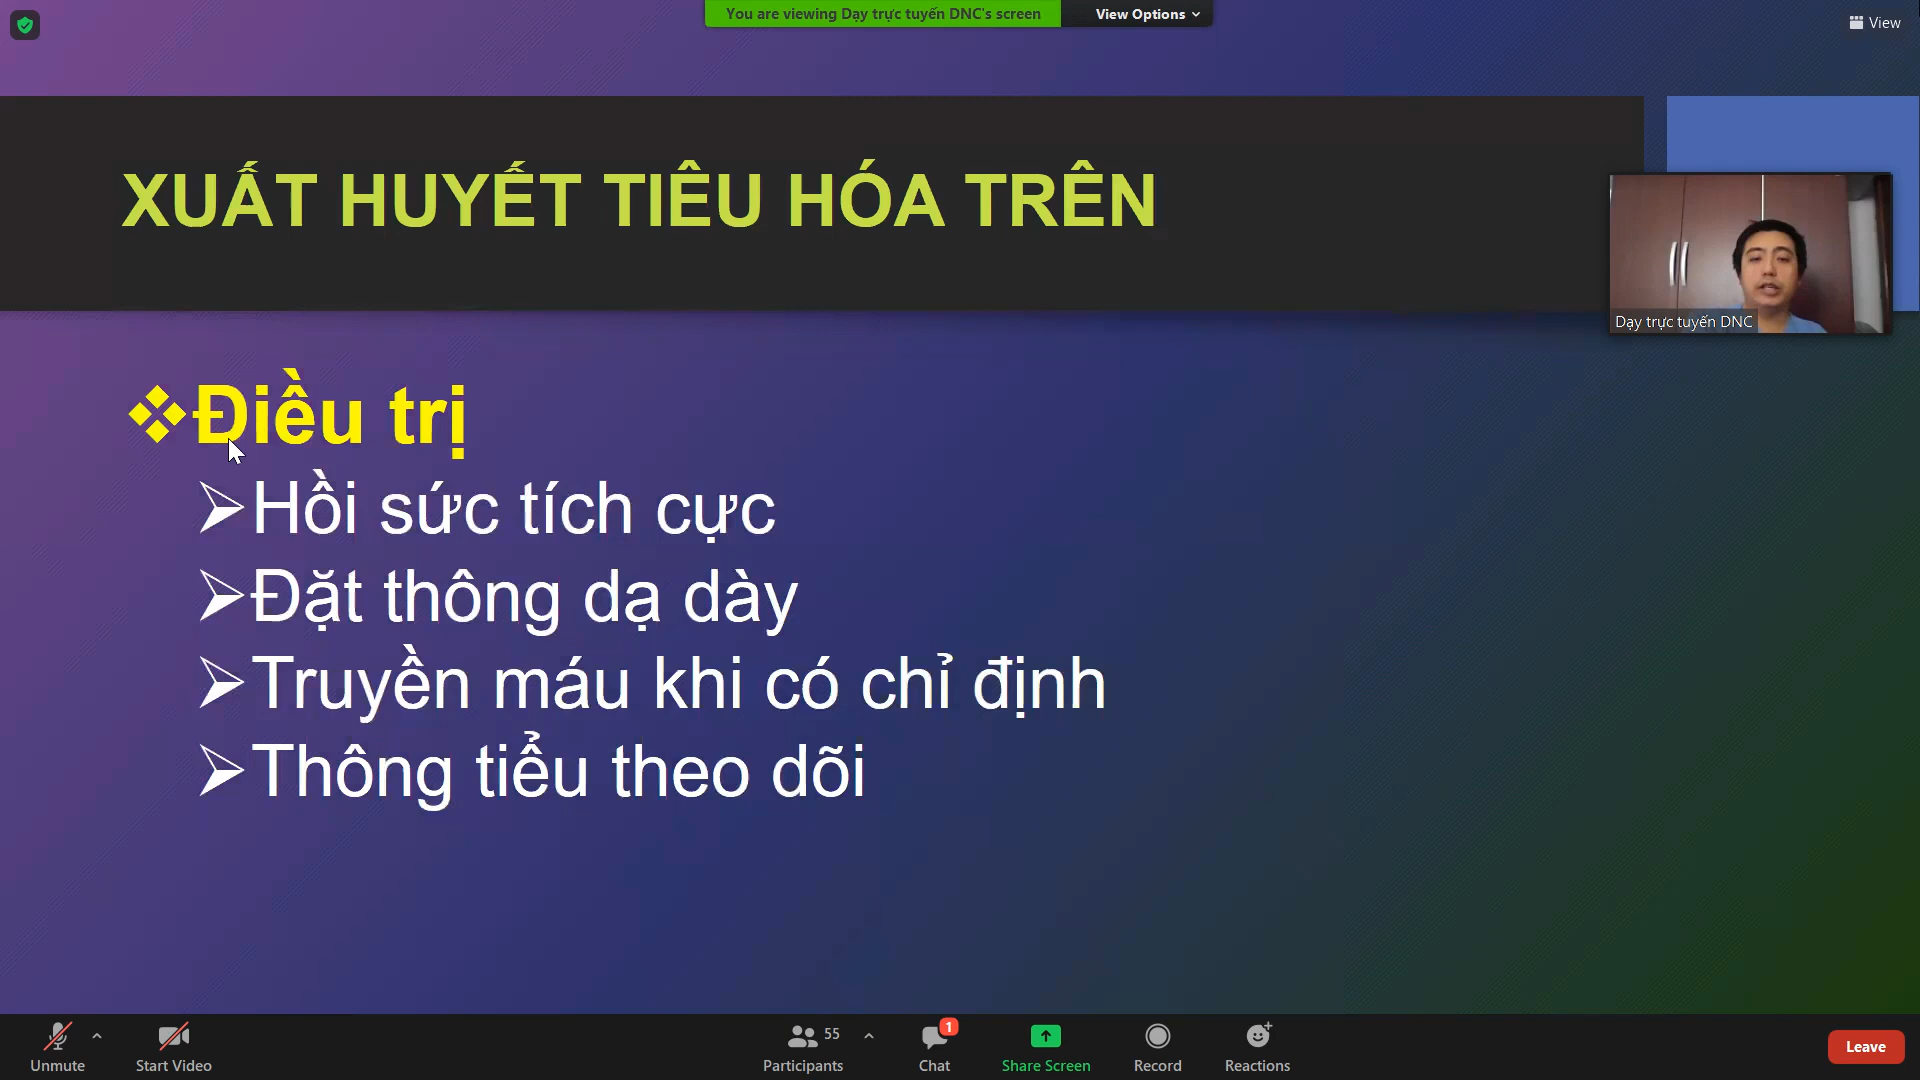 You are viewing Dạy trực tuyến DNC's screen
View Options
View
XUẤT HUYẾT TIÊU HÓA TRÊN
Dạy trực tuyến DNC
Điều trị
Hồi sức tích cực
Đặt thông dạ dày
Truyền máu khi có chỉ định
Thông tiểu theo dõi
Unmute
Start Video
55
Participants
1
Chat
Share Screen
Record
Reactions
Leave